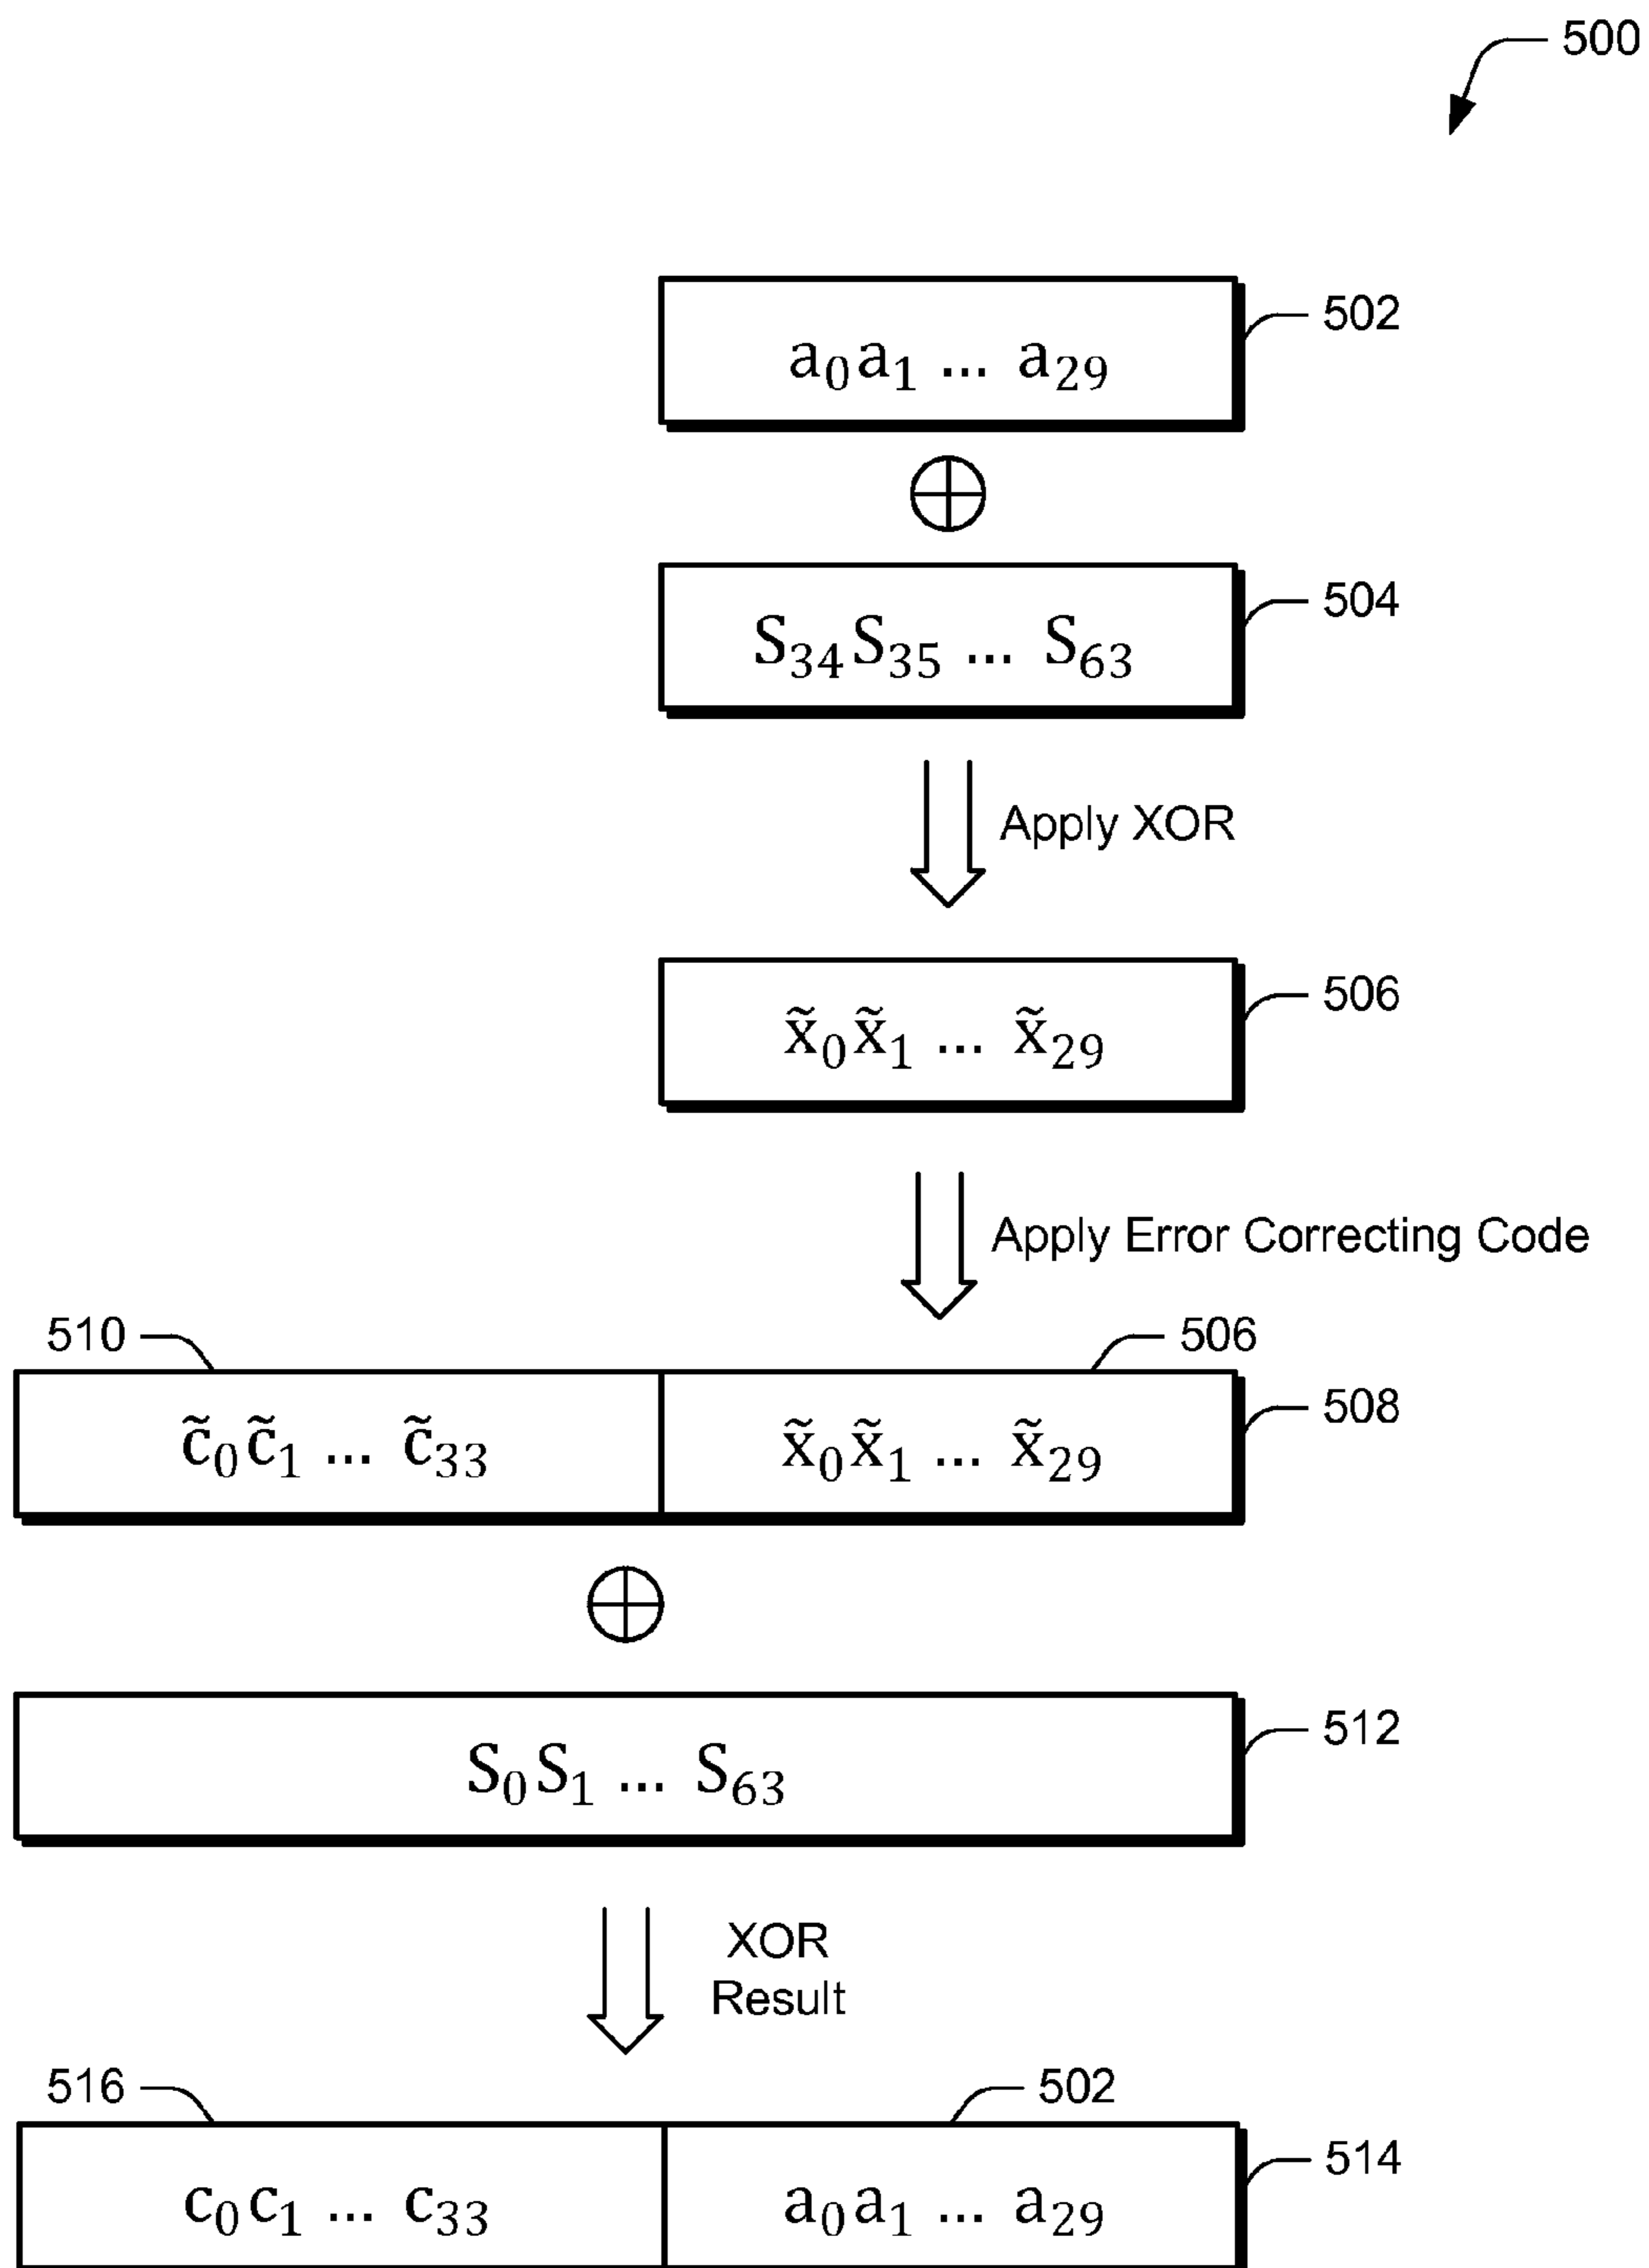 500
a₀a₁ ... a₂₉
502
⊕
S₃₄S₃₅ ... S₆₃
504
Apply XOR
x̃₀x̃₁ ... x̃₂₉
506
Apply Error Correcting Code
510 506
c̃₀c̃₁ ... c̃₃₃ x̃₀x̃₁ ... x̃₂₉
508
⊕
S₀S₁ ... S₆₃
512
XOR
Result
516 502
c₀c₁ ... c₃₃ a₀a₁ ... a₂₉
514